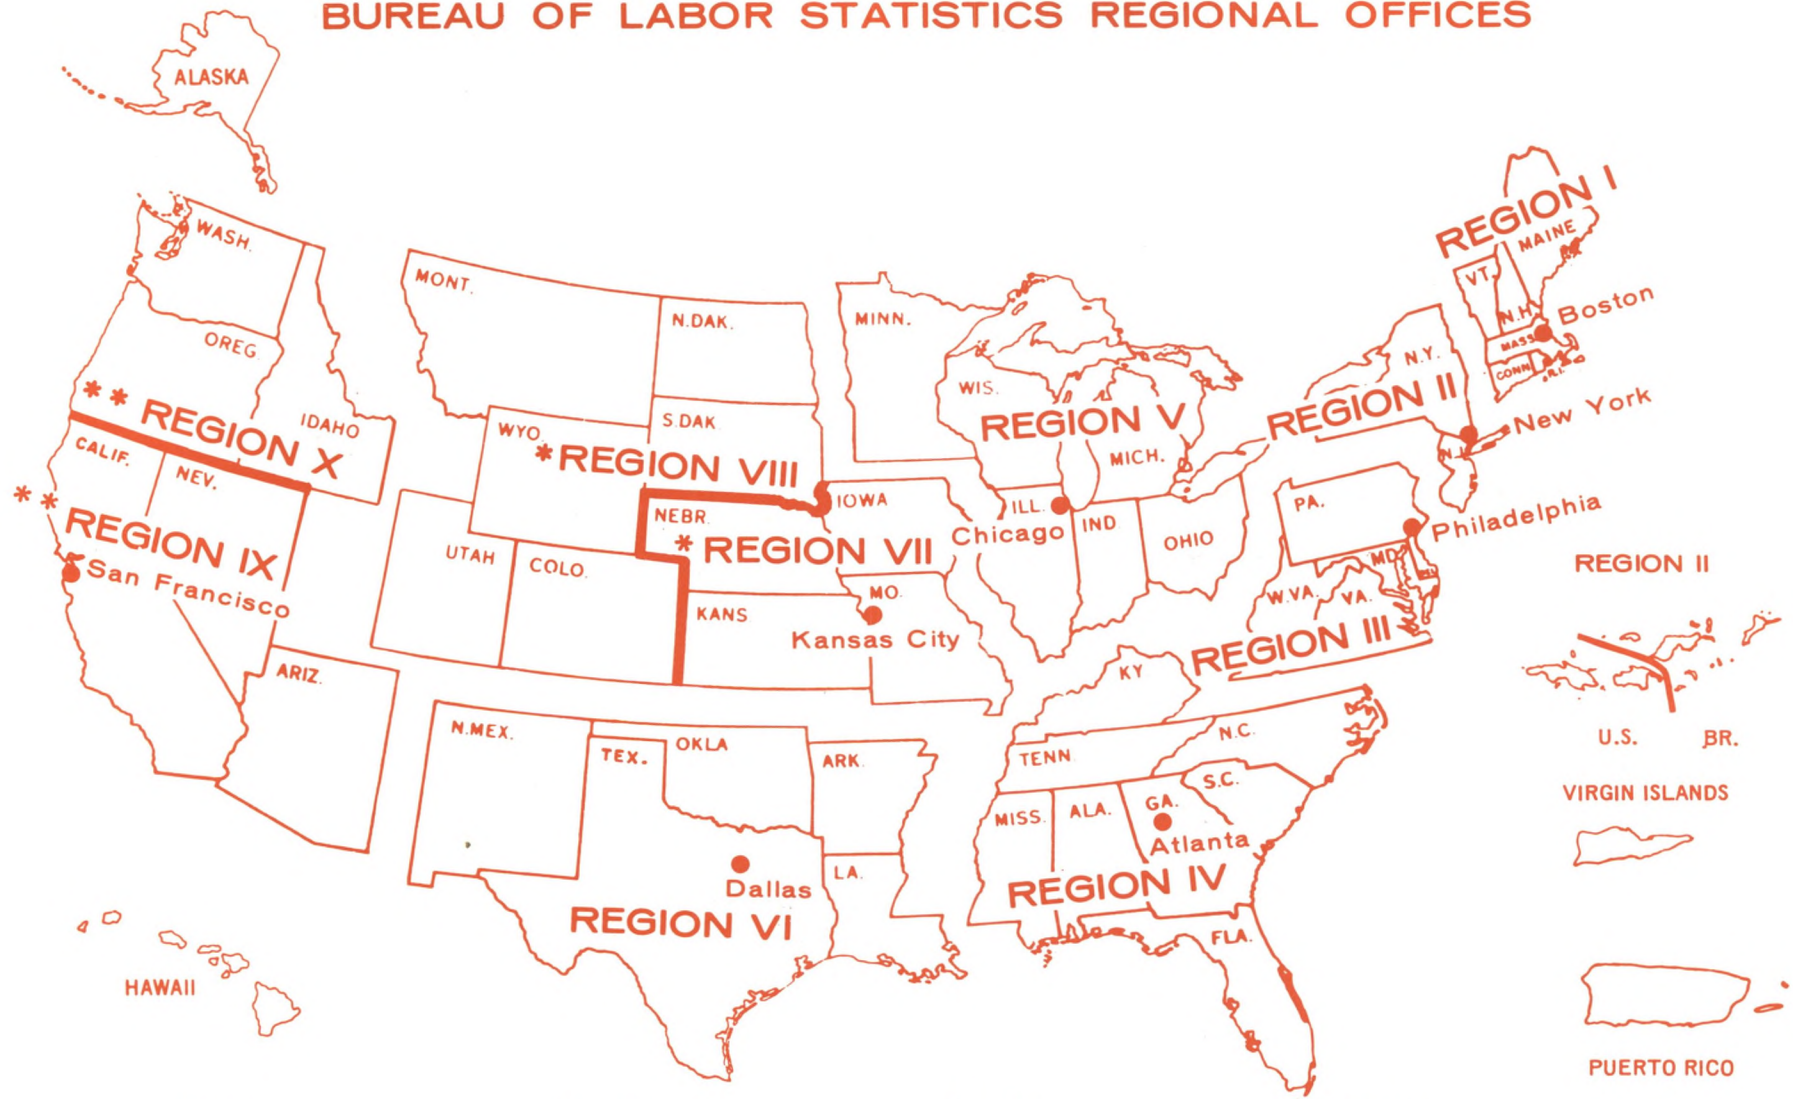 BUREAU OF LABOR STATISTICS REGIONAL OFFICES
ALASKA
WASH.
OREG.
IDAHO
** REGION X
MONT.
N.DAK.
S.DAK.
WYO.
* REGION VIII
UTAH
COLO.
CALIF.
NEV.
** REGION IX
San Francisco
ARIZ.
HAWAII
NEBR.
IOWA
* REGION VII
KANS
MO.
Kansas City
MINN.
WIS.
REGION V
MICH.
ILL.
Chicago
IND
OHIO
N.MEX.
TEX.
OKLA
ARK.
LA.
Dallas
REGION VI
KY
TENN
N.C.
S.C.
MISS.
ALA.
GA.
Atlanta
REGION IV
FLA.
REGION I
MAINE
VT.
N.H.
MASS
CONN
R.I.
Boston
N.Y.
REGION II
New York
N.J.
PA.
Philadelphia
MD.
W.VA.
VA.
REGION III
REGION II
U.S. BR.
VIRGIN ISLANDS
PUERTO RICO